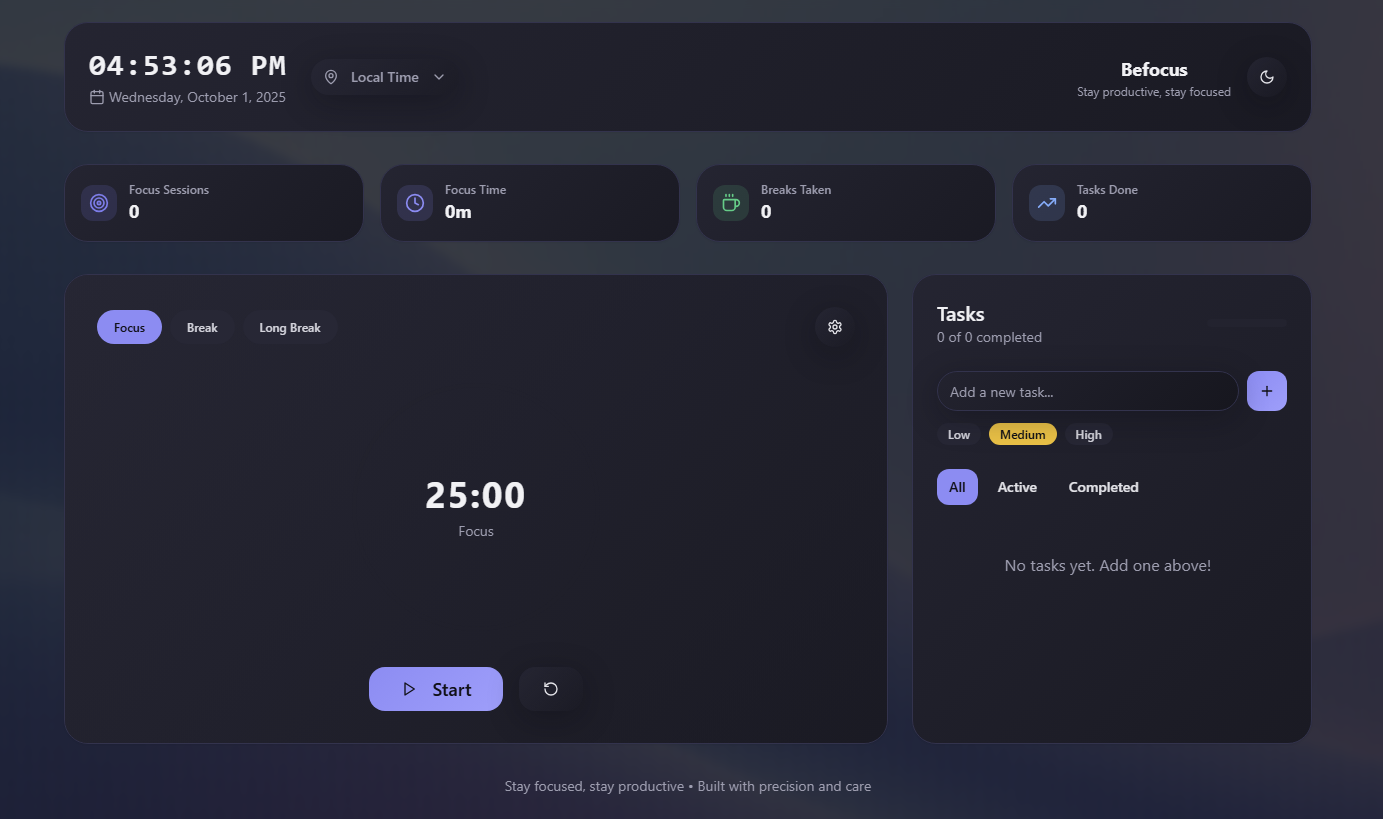 04:53:06 PM
Wednesday, October 1, 2025
Local Time
Befocus
Stay productive, stay focused
Focus Sessions
0
Focus Time
0m
Breaks Taken
0
Tasks Done
0
Focus
Break
Long Break
25:00
Focus
Start
Tasks
0 of 0 completed
Add a new task...
+
Low
Medium
High
All
Active
Completed
No tasks yet. Add one above!
Stay focused, stay productive • Built with precision and care